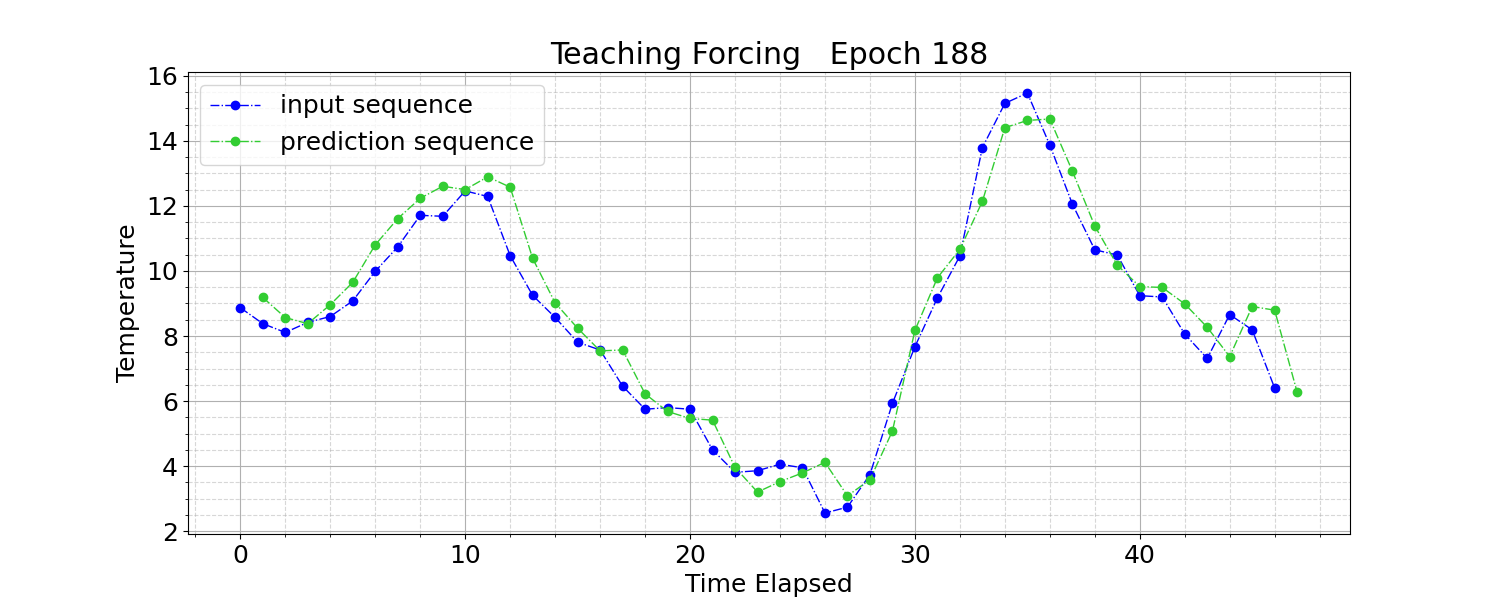 Teaching Forcing   Epoch 188
input sequence
prediction sequence
Temperature
16
14
12
10
8
6
4
2
0 10 20 30 40
Time Elapsed